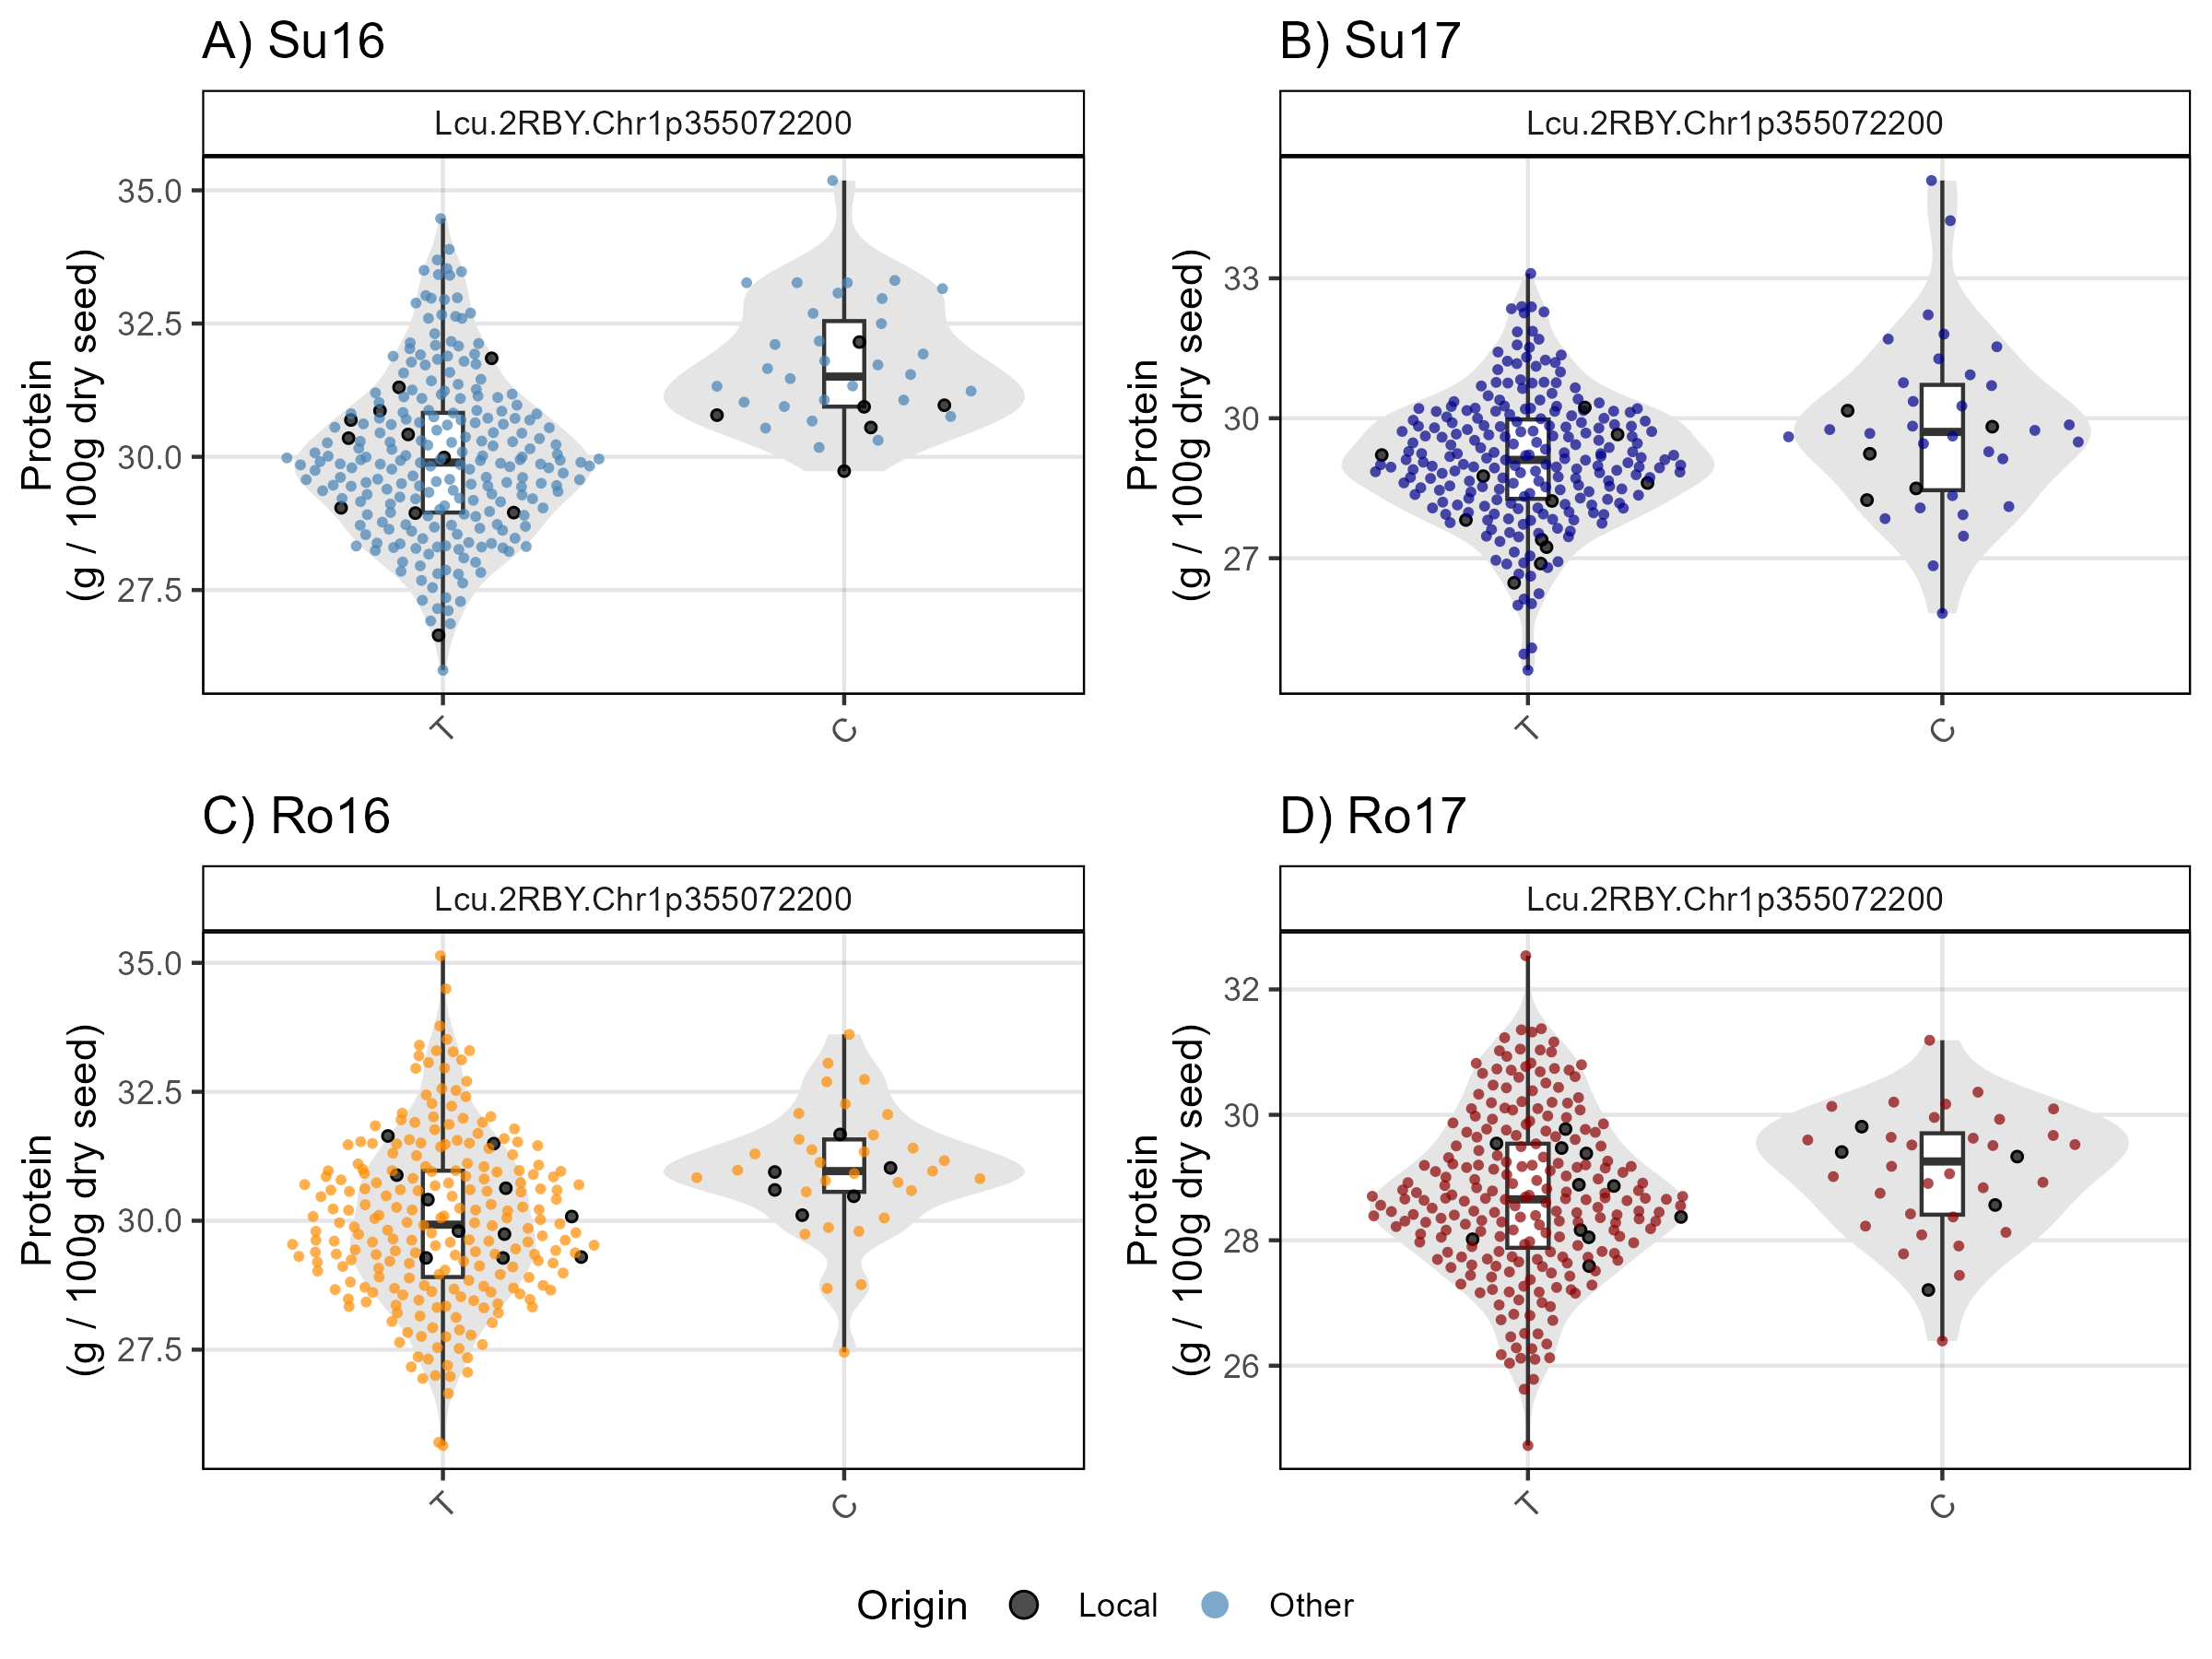 A) Su16
Lcu.2RBY.Chr1p355072200
Protein
(g / 100g dry seed)
35.0
32.5
30.0
27.5
T
C
B) Su17
Lcu.2RBY.Chr1p355072200
Protein
(g / 100g dry seed)
33
30
27
T
C
C) Ro16
Lcu.2RBY.Chr1p355072200
Protein
(g / 100g dry seed)
35.0
32.5
30.0
27.5
T
C
D) Ro17
Lcu.2RBY.Chr1p355072200
Protein
(g / 100g dry seed)
32
30
28
26
T
C
Origin Local Other